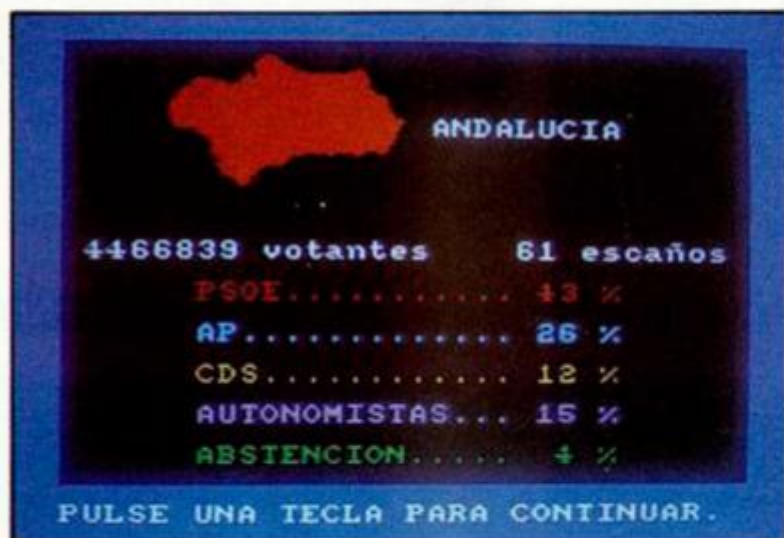 ANDALUCIA
4466839 votantes 61 escaños
PSOE............ 43 %
AP.............. 26 %
CDS............. 12 %
AUTONOMISTAS... 15 %
ABSTENCION..... 4 %
PULSE UNA TECLA PARA CONTINUAR.